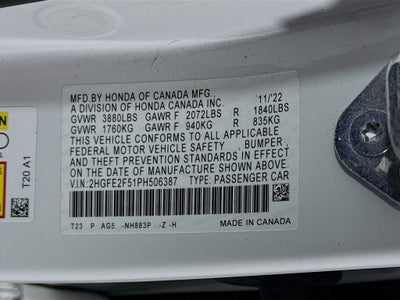 MFD.BY HONDA OF CANADA MFG., 11/'22
A DIVISION OF HONDA CANADA INC.
GVWR 3880LBS GAWR F 2072LBS R 1840LBS
GVWR 1760KG GAWR F 940KG R 835KG
THIS VEHICLE CONFORMS TO ALL APPLICABLE
FEDERAL MOTOR VEHICLE SAFETY , BUMPER ,
AND THEFT PREVENTION STANDARDS IN EFFECT
ON THE DATE OF MANUFACTURE SHOWN ABOVE.
V.I.N:2HGFE2F51PH506387 TYPE: PASSENGER CAR
T23 P AG5 -NH883P -Z -H MADE IN CANADA
T20 A1